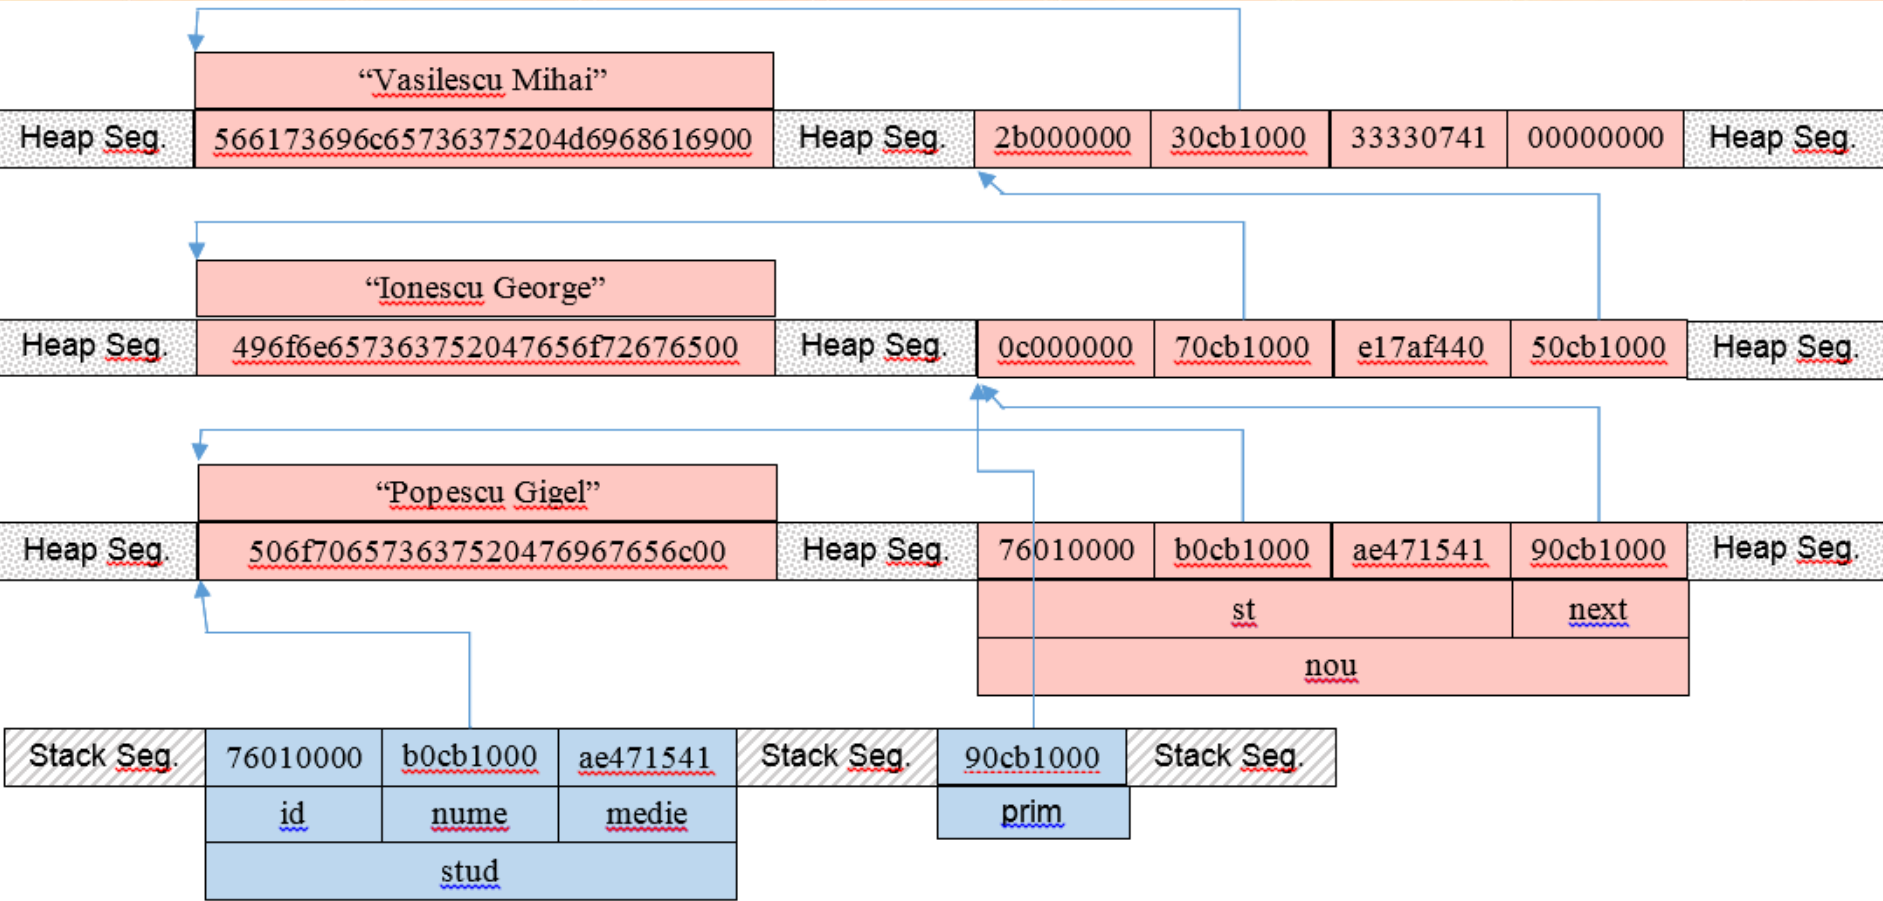 “Vasilescu Mihai”
Heap Seg. 566173696c65736375204d6968616900 Heap Seg. 2b000000 30cb1000 33330741 00000000 Heap Seg.
“Ionescu George”
Heap Seg. 496f6e657363752047656f72676500 Heap Seg. 0c000000 70cb1000 e17af440 50cb1000 Heap Seg.
“Popescu Gigel”
Heap Seg. 506f706573637520476967656c00 Heap Seg. 76010000 b0cb1000 ae471541 90cb1000 Heap Seg.
st next
nou
Stack Seg. 76010000 b0cb1000 ae471541 Stack Seg. 90cb1000 Stack Seg.
id nume medie prim
stud